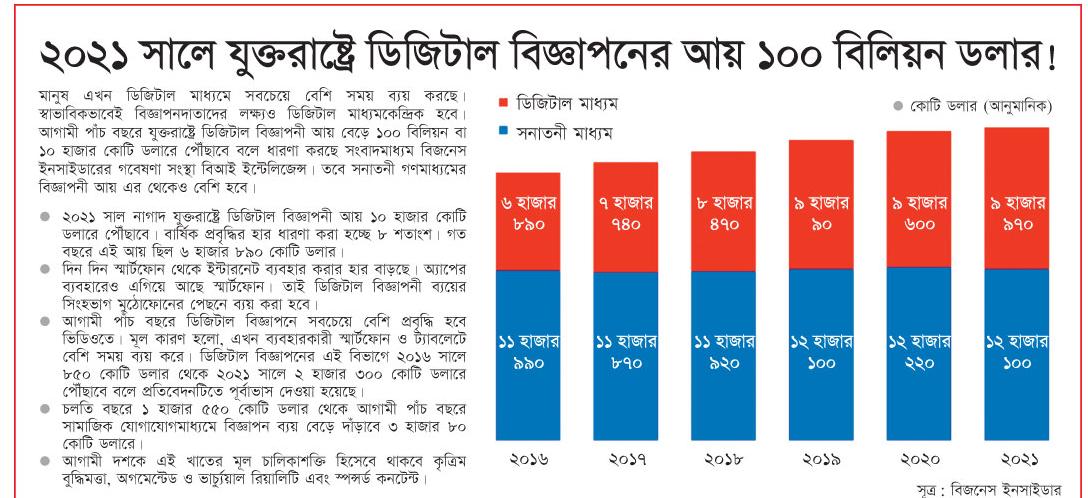 ২০২১ সালে যুক্তরাষ্ট্রে ডিজিটাল বিজ্ঞাপনের আয় ১০০ বিলিয়ন ডলার!
মানুষ এখন ডিজিটাল মাধ্যমে সবচেয়ে বেশি সময় ব্যয় করছে।
স্বাভাবিকভাবেই বিজ্ঞাপনদাতাদের লক্ষ্যও ডিজিটাল মাধ্যমকেন্দ্রিক হবে।
আগামী পাঁচ বছরে যুক্তরাষ্ট্রে ডিজিটাল বিজ্ঞাপনী আয় বেড়ে ১০০ বিলিয়ন বা
১০ হাজার কোটি ডলারে পৌঁছাবে বলে ধারণা করছে সংবাদমাধ্যম বিজনেস
ইনসাইডারের গবেষণা সংস্থা বিআই ইন্টেলিজেন্স। তবে সনাতনী গণমাধ্যমের
বিজ্ঞাপনী আয় এর থেকেও বেশি হবে।
● ২০২১ সাল নাগাদ যুক্তরাষ্ট্রে ডিজিটাল বিজ্ঞাপনী আয় ১০ হাজার কোটি
ডলারে পৌঁছাবে। বার্ষিক প্রবৃদ্ধির হার ধারণা করা হচ্ছে ৮ শতাংশ। গত
বছরে এই আয় ছিল ৬ হাজার ৮৯০ কোটি ডলার।
● দিন দিন স্মার্টফোন থেকে ইন্টারনেট ব্যবহার করার হার বাড়ছে। অ্যাপের
ব্যবহারেও এগিয়ে আছে স্মার্টফোন। তাই ডিজিটাল বিজ্ঞাপনী ব্যয়ের
সিংহভাগ মুঠোফোনের পেছনে ব্যয় করা হবে।
● আগামী পাঁচ বছরে ডিজিটাল বিজ্ঞাপনে সবচেয়ে বেশি প্রবৃদ্ধি হবে
ভিডিওতে। মূল কারণ হলো, এখন ব্যবহারকারী স্মার্টফোন ও ট্যাবলেটে
বেশি সময় ব্যয় করে। ডিজিটাল বিজ্ঞাপনের এই বিভাগে ২০১৬ সালে
৮৫০ কোটি ডলার থেকে ২০২১ সালে ২ হাজার ৩০০ কোটি ডলারে
পৌঁছাবে বলে প্রতিবেদনটিতে পূর্বাভাস দেওয়া হয়েছে।
● চলতি বছরে ১ হাজার ৫৫০ কোটি ডলার থেকে আগামী পাঁচ বছরে
সামাজিক যোগাযোগমাধ্যমে বিজ্ঞাপন ব্যয় বেড়ে দাঁড়াবে ৩ হাজার ৮০
কোটি ডলারে।
● আগামী দশকে এই খাতের মূল চালিকাশক্তি হিসেবে থাকবে কৃত্রিম
বুদ্ধিমত্তা, অগমেন্টেড ও ভার্চুয়াল রিয়ালিটি এবং স্পন্সর্ড কনটেন্ট।
ডিজিটাল মাধ্যম
সনাতনী মাধ্যম
● কোটি ডলার (আনুমানিক)
৬ হাজার
৮৯০
৭ হাজার
৭৪০
৮ হাজার
৪৭০
৯ হাজার
৯০
৯ হাজার
৬০০
৯ হাজার
৯৭০
১১ হাজার
৯৯০
১১ হাজার
৮৭০
১১ হাজার
৯২০
১২ হাজার
১০০
১২ হাজার
২২০
১২ হাজার
১০০
২০১৬ ২০১৭ ২০১৮ ২০১৯ ২০২০ ২০২১
সূত্র : বিজনেস ইনসাইডার